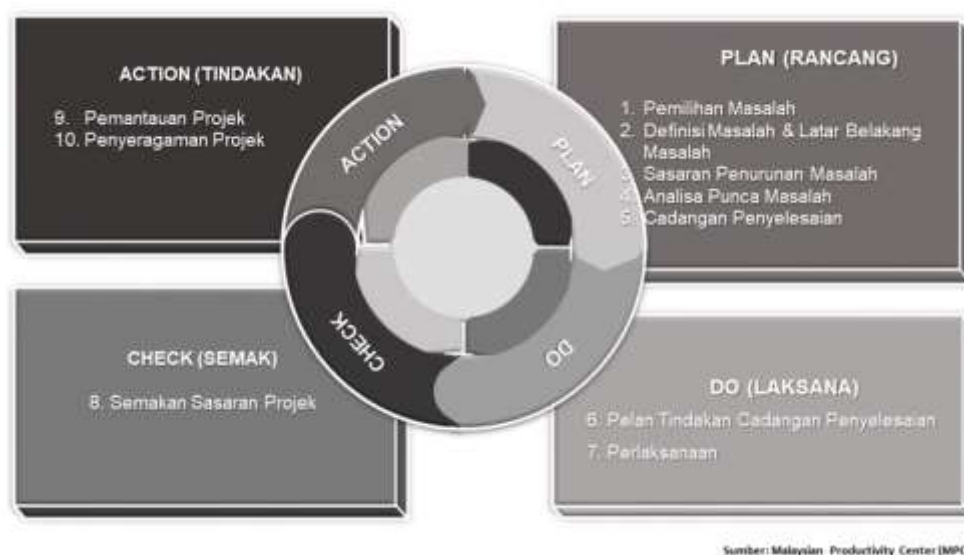 ACTION (TINDAKAN)
9. Pemantauan Projek
10. Penyeragaman Projek
PLAN (RANCANG)
1. Pemilihan Masalah
2. Definisi Masalah & Latar Belakang
Masalah
3. Sasaran Penurunan Masalah
4. Analisa Punca Masalah
5. Cadangan Penyelesaian
ACTION
PLAN
CHECK
DO
CHECK (SEMAK)
8. Semakan Sasaran Projek
DO (LAKSANA)
6. Pelan Tindakan Cadangan Penyelesaian
7. Perlaksanaan
Sumber: Malaysian Productivity Center (MPC